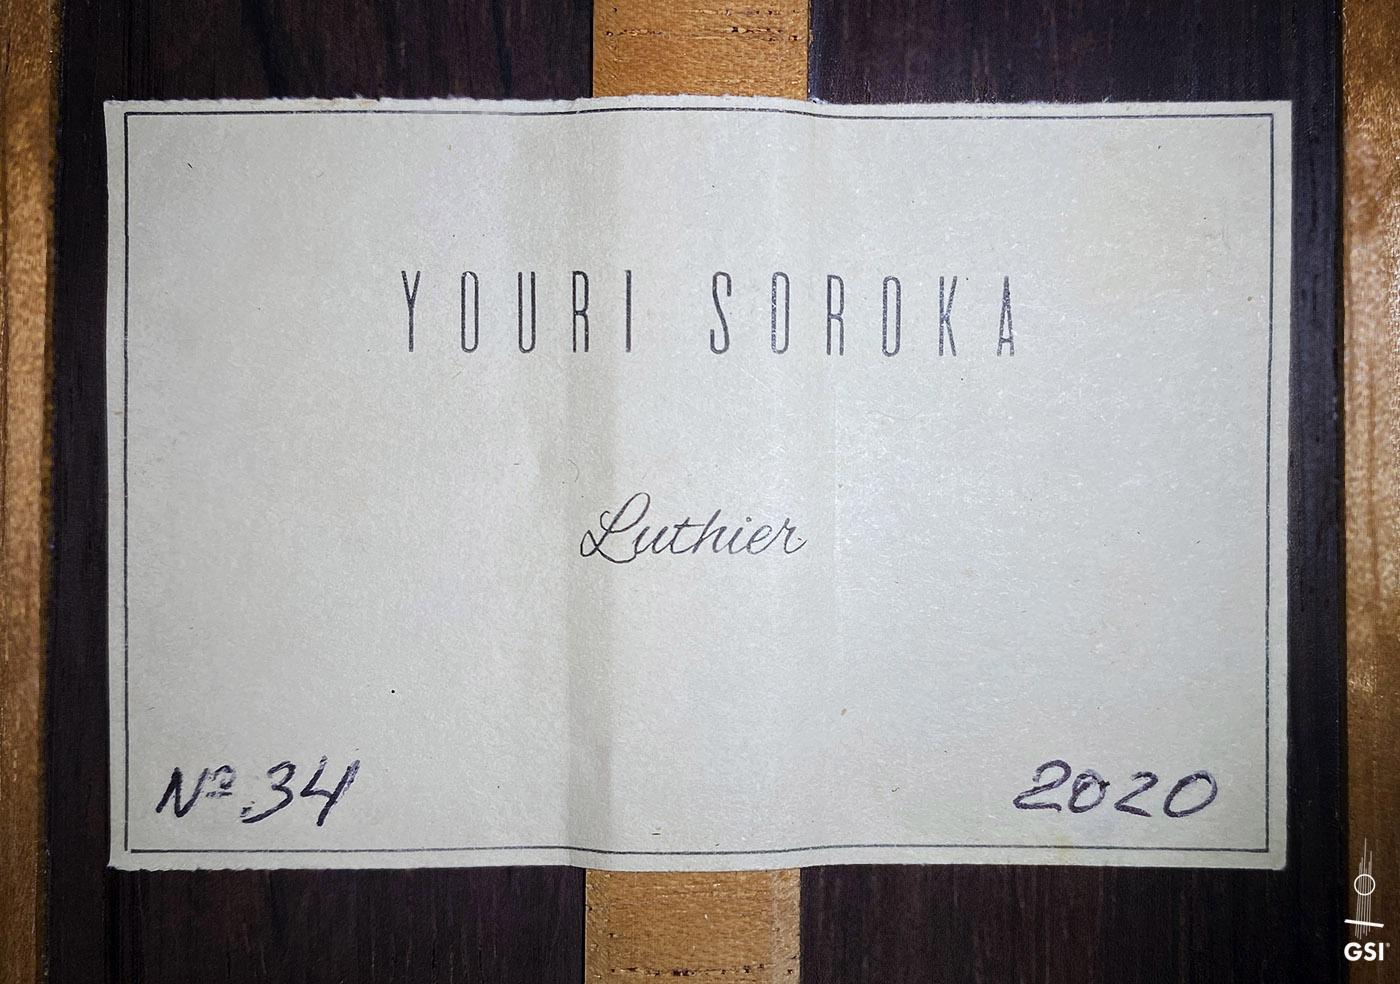 YOURI SOROKA
Luthier
Nº.34
2020
GSI